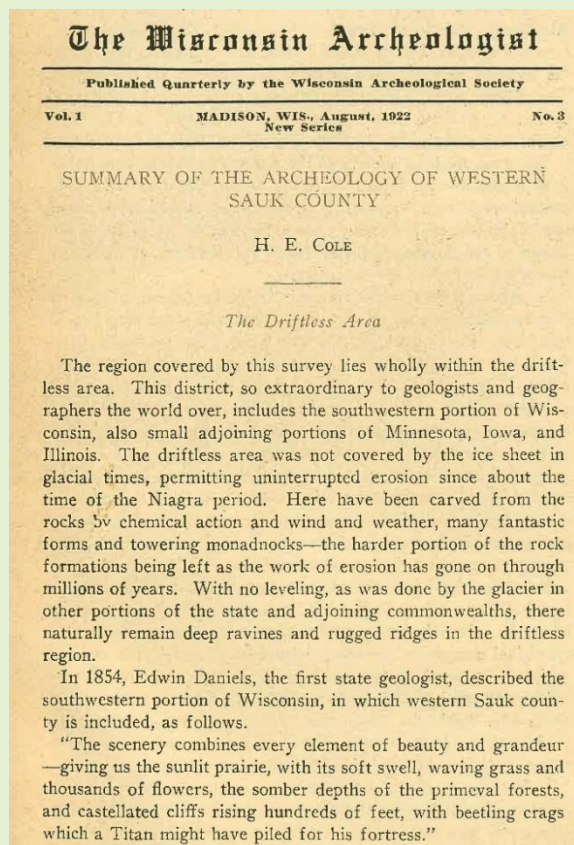 The Wisconsin Archeologist
Published Quarterly by the Wisconsin Archeological Society
Vol. 1 MADISON, WIS., August, 1922 No. 3
New Series
SUMMARY OF THE ARCHEOLOGY OF WESTERN
SAUK COUNTY
H. E. COLE
The Driftless Area
The region covered by this survey lies wholly within the drift-
less area. This district, so extraordinary to geologists and geog-
raphers the world over, includes the southwestern portion of Wis-
consin, also small adjoining portions of Minnesota, Iowa, and
Illinois. The driftless area was not covered by the ice sheet in
glacial times, permitting uninterrupted erosion since about the
time of the Niagra period. Here have been carved from the
rocks by chemical action and wind and weather, many fantastic
forms and towering monadnocks—the harder portion of the rock
formations being left as the work of erosion has gone on through
millions of years. With no leveling, as was done by the glacier in
other portions of the state and adjoining commonwealths, there
naturally remain deep ravines and rugged ridges in the driftless
region.
In 1854, Edwin Daniels, the first state geologist, described the
southwestern portion of Wisconsin, in which western Sauk coun-
ty is included, as follows.
"The scenery combines every element of beauty and grandeur
—giving us the sunlit prairie, with its soft swell, waving grass and
thousands of flowers, the somber depths of the primeval forests,
and castellated cliffs rising hundreds of feet, with beetling crags
which a Titan might have piled for his fortress."